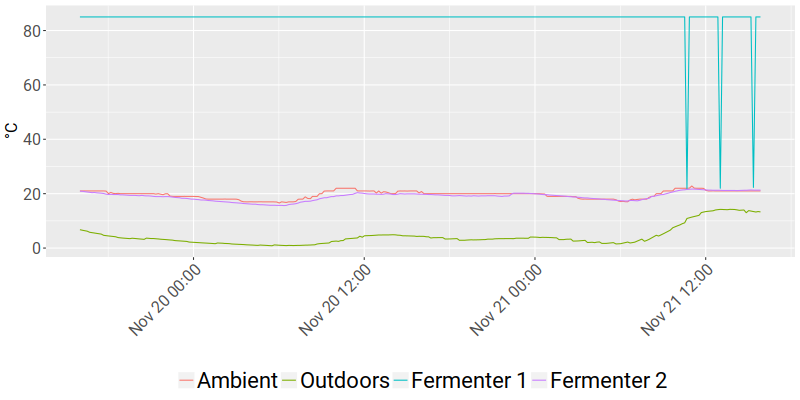 80
60
40
20
0
°C
Nov 20 00:00
Nov 20 12:00
Nov 21 00:00
Nov 21 12:00
Ambient Outdoors Fermenter 1 Fermenter 2